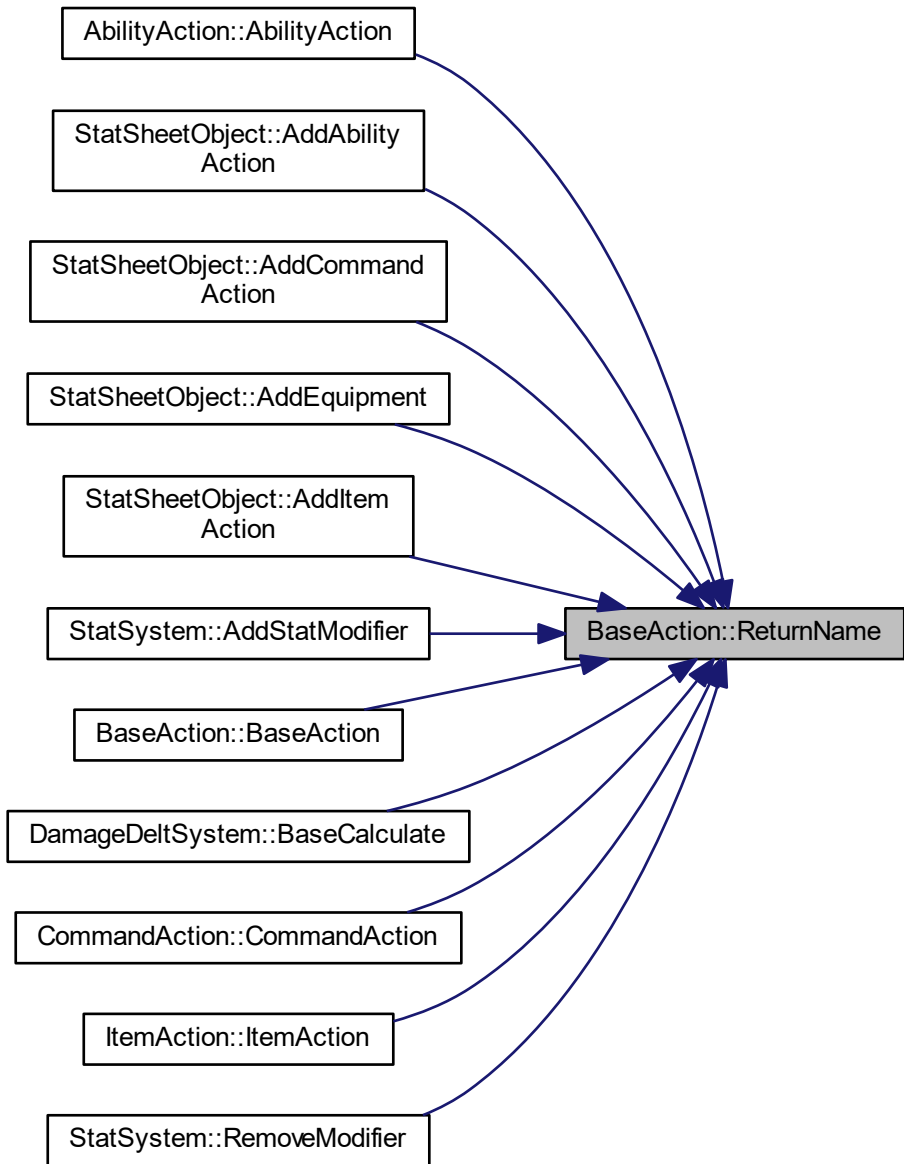 AbilityAction::AbilityAction
StatSheetObject::AddAbility
Action
StatSheetObject::AddCommand
Action
StatSheetObject::AddEquipment
StatSheetObject::AddItem
Action
StatSystem::AddStatModifier
BaseAction::ReturnName
BaseAction::BaseAction
DamageDeltSystem::BaseCalculate
CommandAction::CommandAction
ItemAction::ItemAction
StatSystem::RemoveModifier